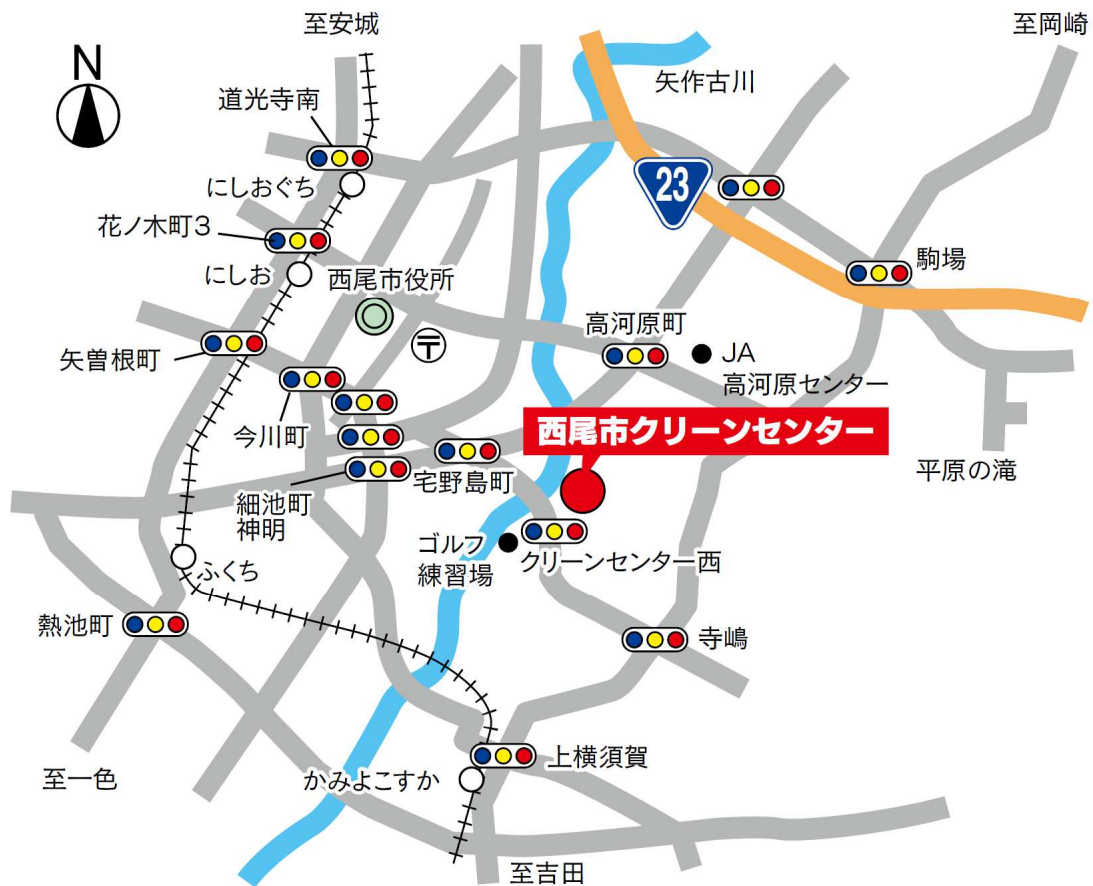 至安城
至岡崎
N
矢作古川
道光寺南
23
にしおぐち
花ノ木町3
駒場
にしお
西尾市役所
高河原町
矢曽根町
〒
JA
高河原センター
今川町
西尾市クリーンセンター
宅野島町
平原の滝
細池町
神明
ゴルフ
練習場
クリーンセンター西
ふくち
熱池町
寺嶋
上横須賀
至一色
かみよこすか
至吉田